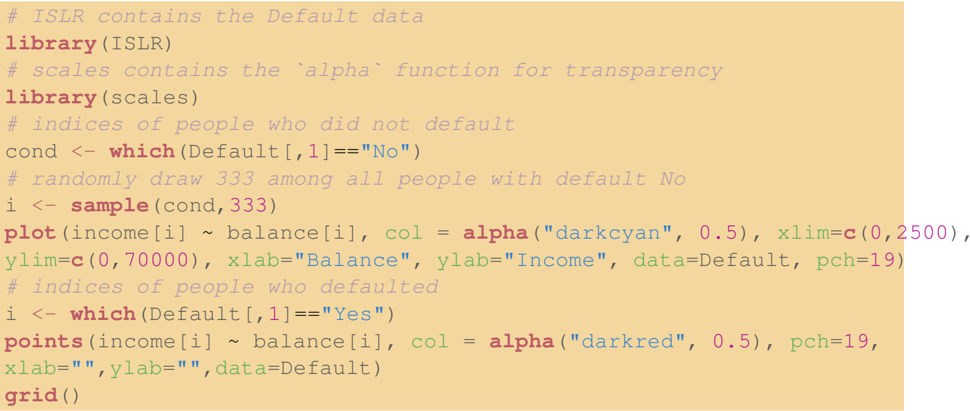 # ISLR contains the Default data
library(ISLR)
# scales contains the `alpha` function for transparency
library(scales)
# indices of people who did not default
cond <- which(Default[,1]=="No")
# randomly draw 333 among all people with default No
i <- sample(cond,333)
plot(income[i] ~ balance[i], col = alpha("darkcyan", 0.5), xlim=c(0,2500),
ylim=c(0,70000), xlab="Balance", ylab="Income", data=Default, pch=19)
# indices of people who defaulted
i <- which(Default[,1]=="Yes")
points(income[i] ~ balance[i], col = alpha("darkred", 0.5), pch=19,
xlab="",ylab="",data=Default)
grid()